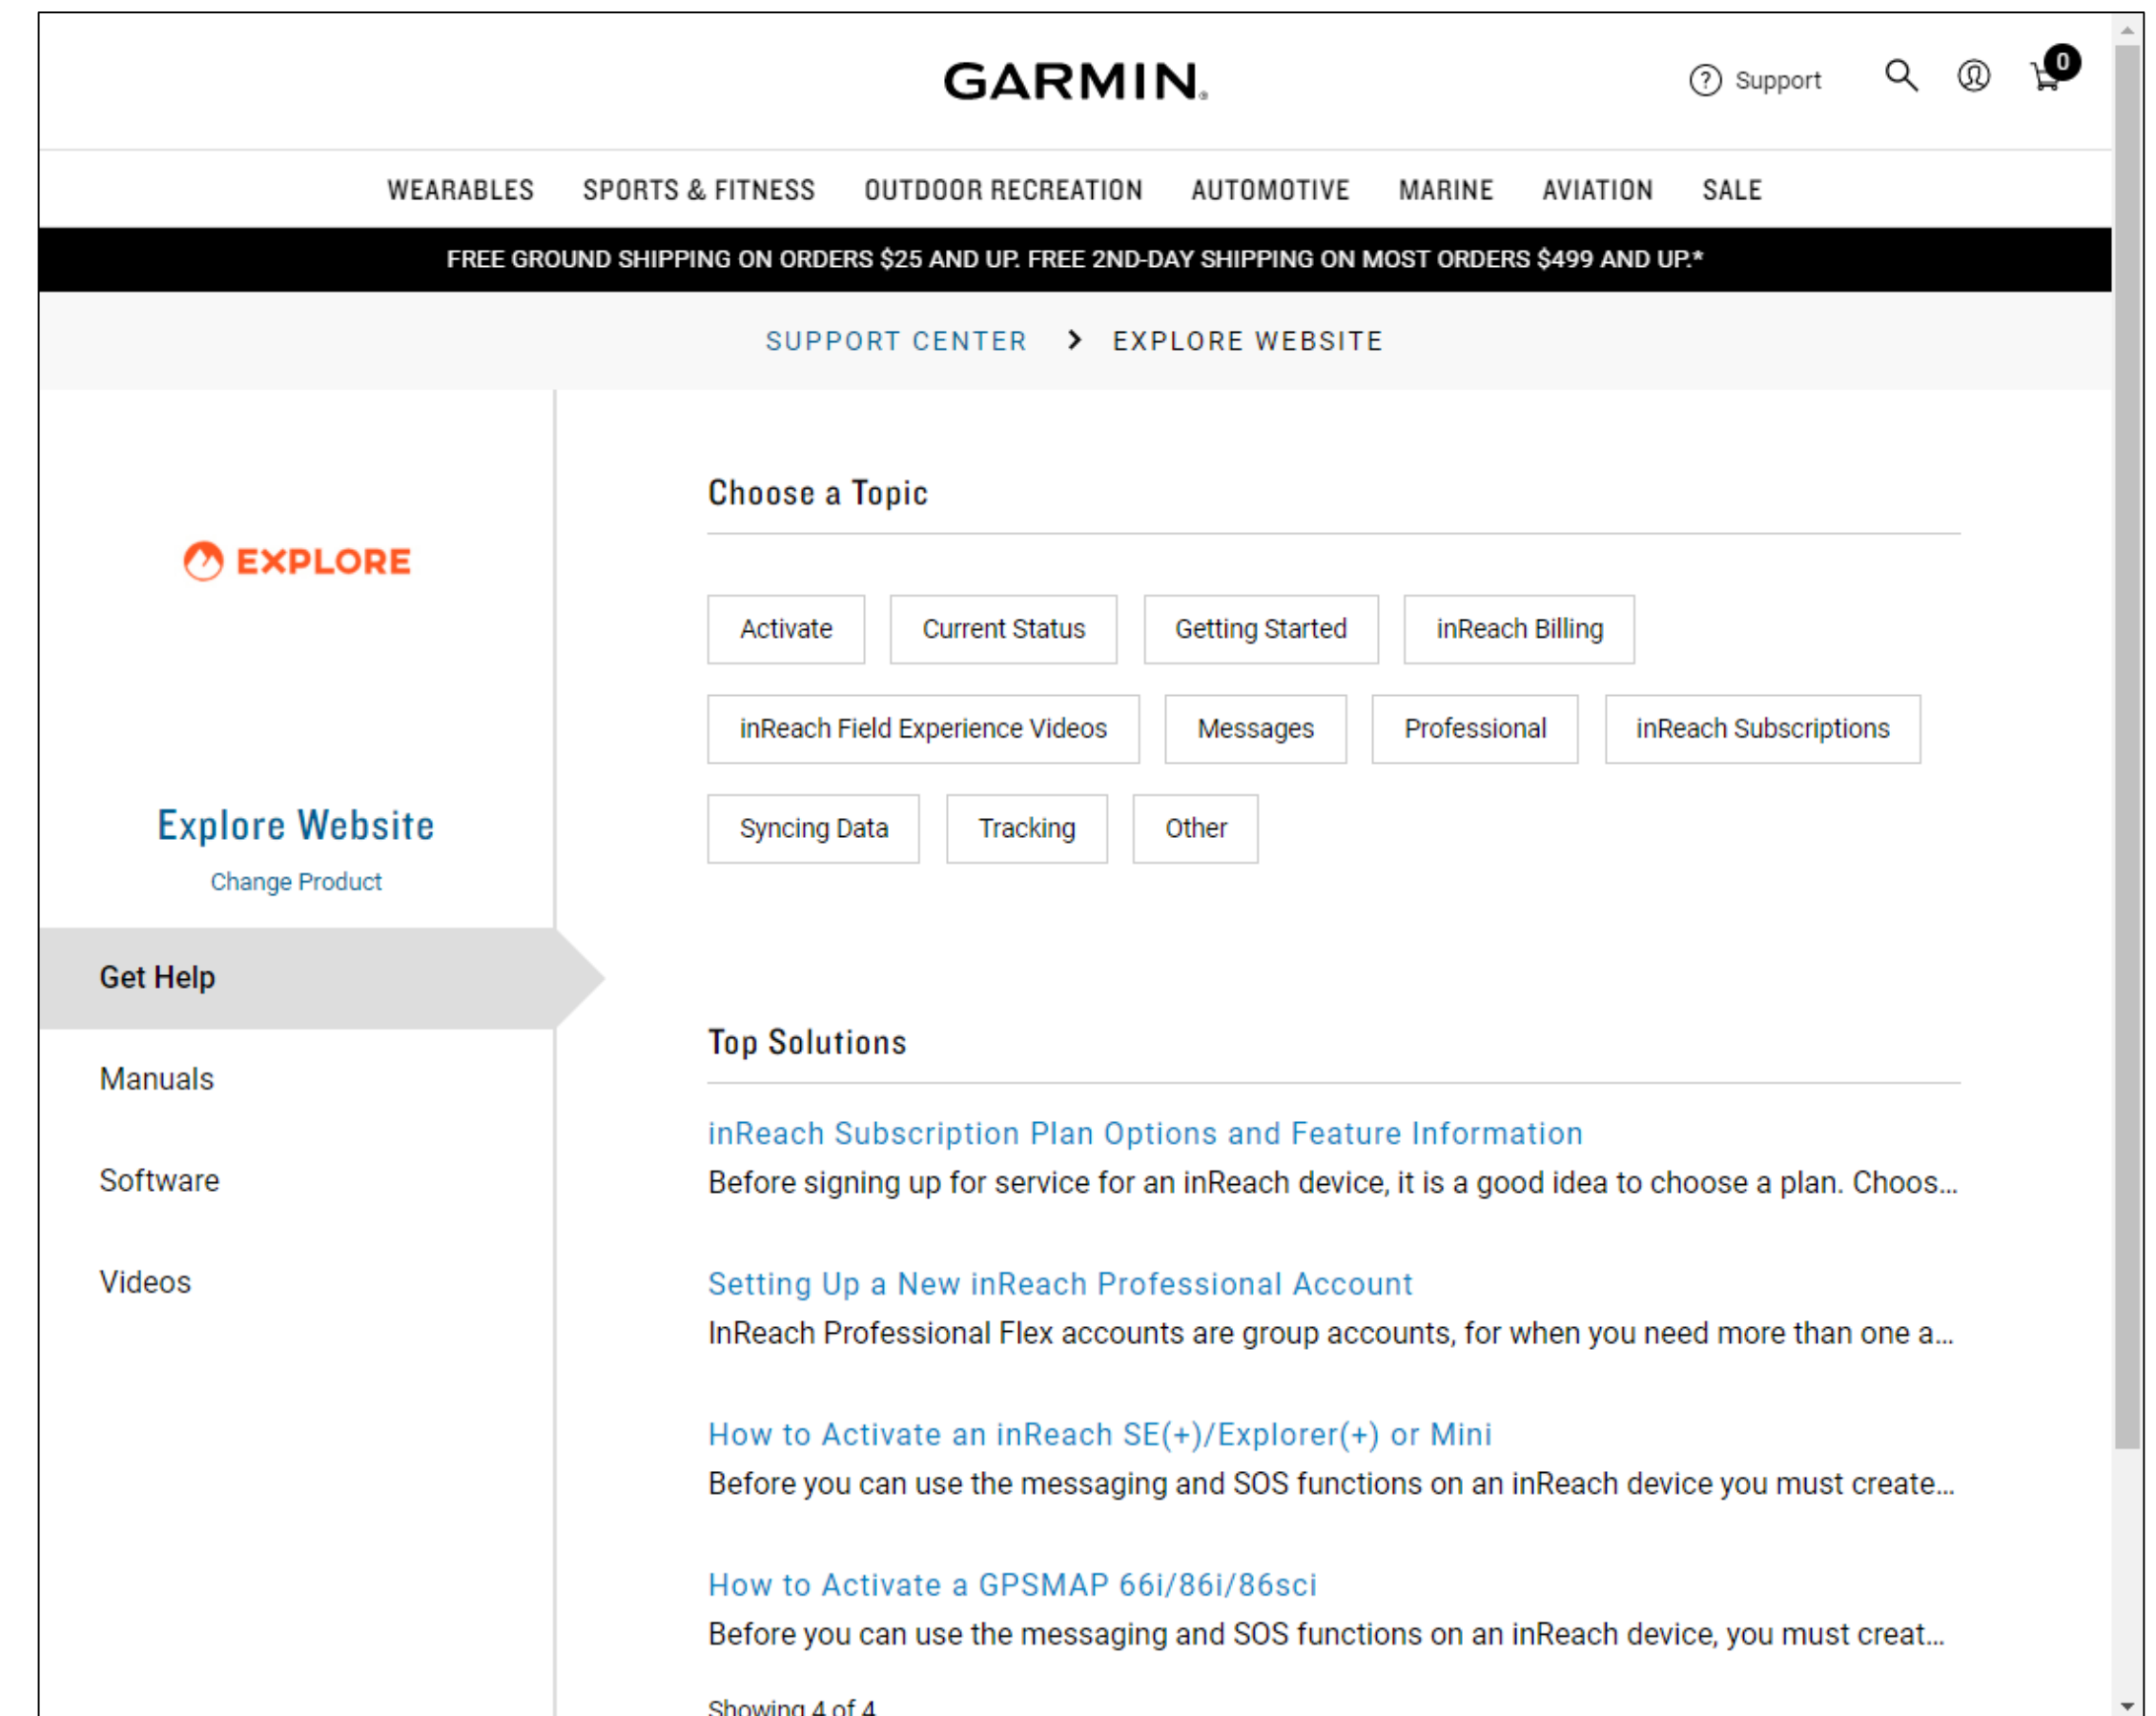 GARMIN.
Support
0
WEARABLES SPORTS & FITNESS OUTDOOR RECREATION AUTOMOTIVE MARINE AVIATION SALE
FREE GROUND SHIPPING ON ORDERS $25 AND UP. FREE 2ND-DAY SHIPPING ON MOST ORDERS $499 AND UP.*
SUPPORT CENTER > EXPLORE WEBSITE
EXPLORE
Explore Website
Change Product
Get Help
Manuals
Software
Videos
Choose a Topic
Activate Current Status Getting Started inReach Billing
inReach Field Experience Videos Messages Professional inReach Subscriptions
Syncing Data Tracking Other
Top Solutions
inReach Subscription Plan Options and Feature Information
Before signing up for service for an inReach device, it is a good idea to choose a plan. Choos...
Setting Up a New inReach Professional Account
InReach Professional Flex accounts are group accounts, for when you need more than one a...
How to Activate an inReach SE(+)/Explorer(+) or Mini
Before you can use the messaging and SOS functions on an inReach device you must create...
How to Activate a GPSMAP 66i/86i/86sci
Before you can use the messaging and SOS functions on an inReach device, you must creat...
Showing 4 of 4